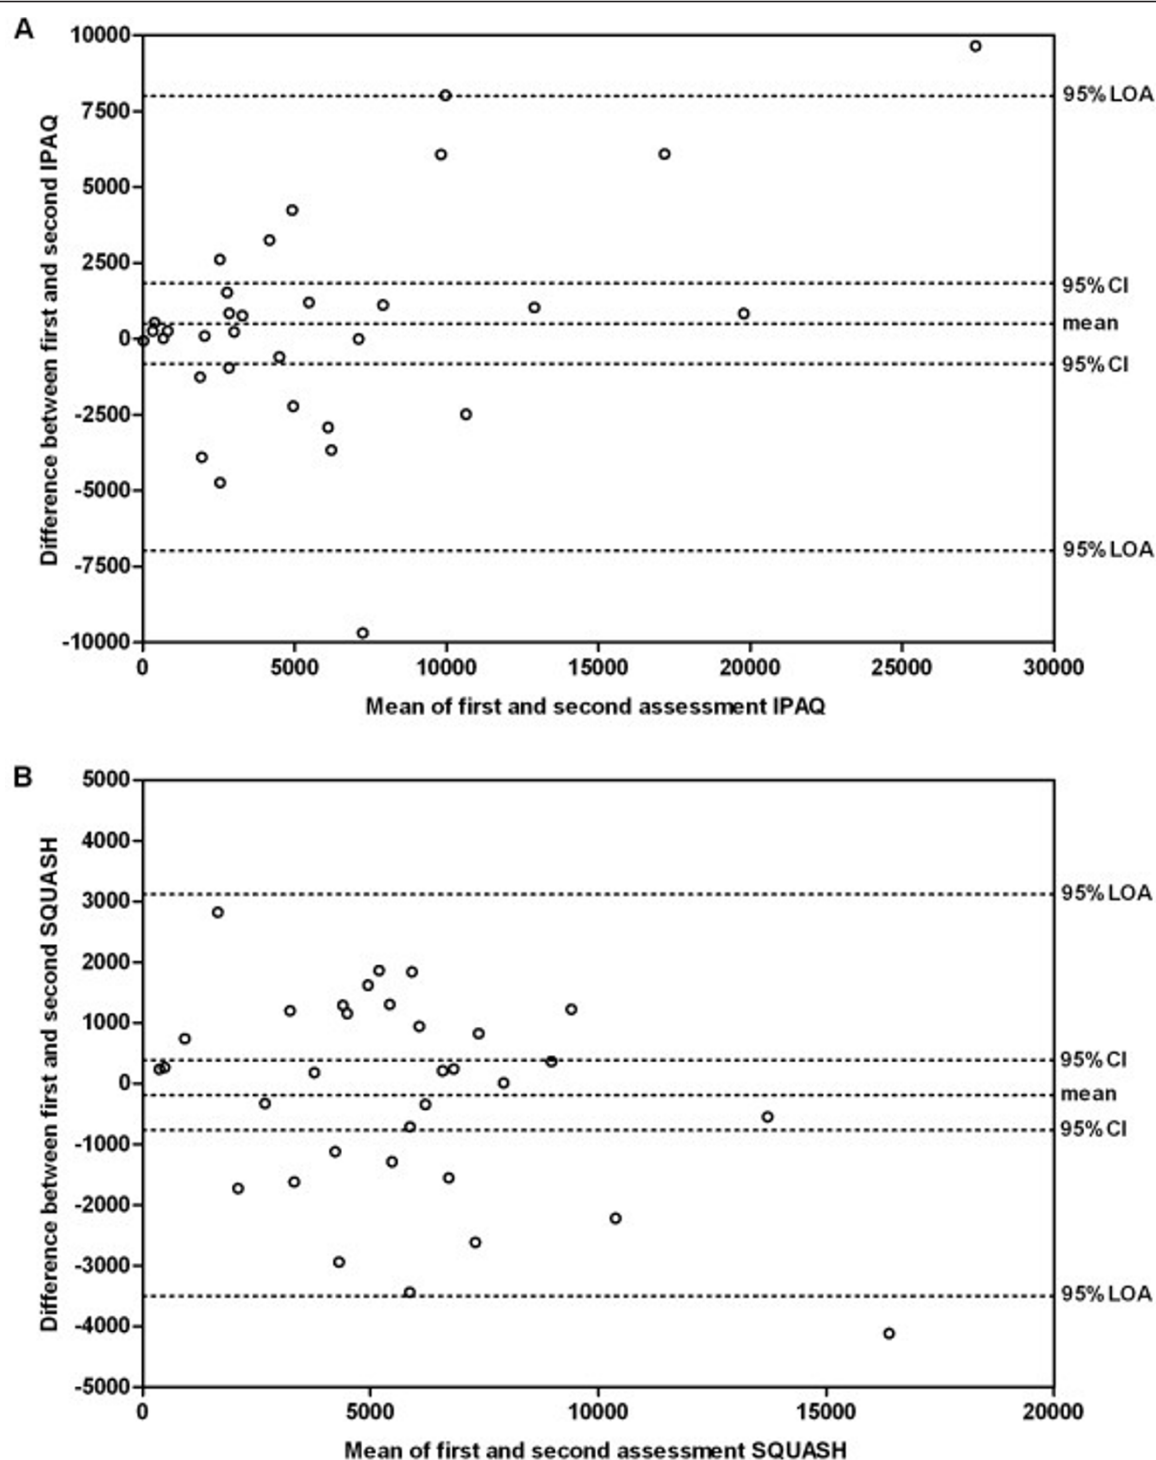 A
10000
7500
5000
2500
0
-2500
-5000
-7500
-10000
Difference between first and second IPAQ
95% LOA
95% CI
mean
95% CI
95% LOA
0 5000 10000 15000 20000 25000 30000
Mean of first and second assessment IPAQ
B
5000
4000
3000
2000
1000
0
-1000
-2000
-3000
-4000
-5000
Difference between first and second SQUASH
95% LOA
95% CI
mean
95% CI
95% LOA
0 5000 10000 15000 20000
Mean of first and second assessment SQUASH